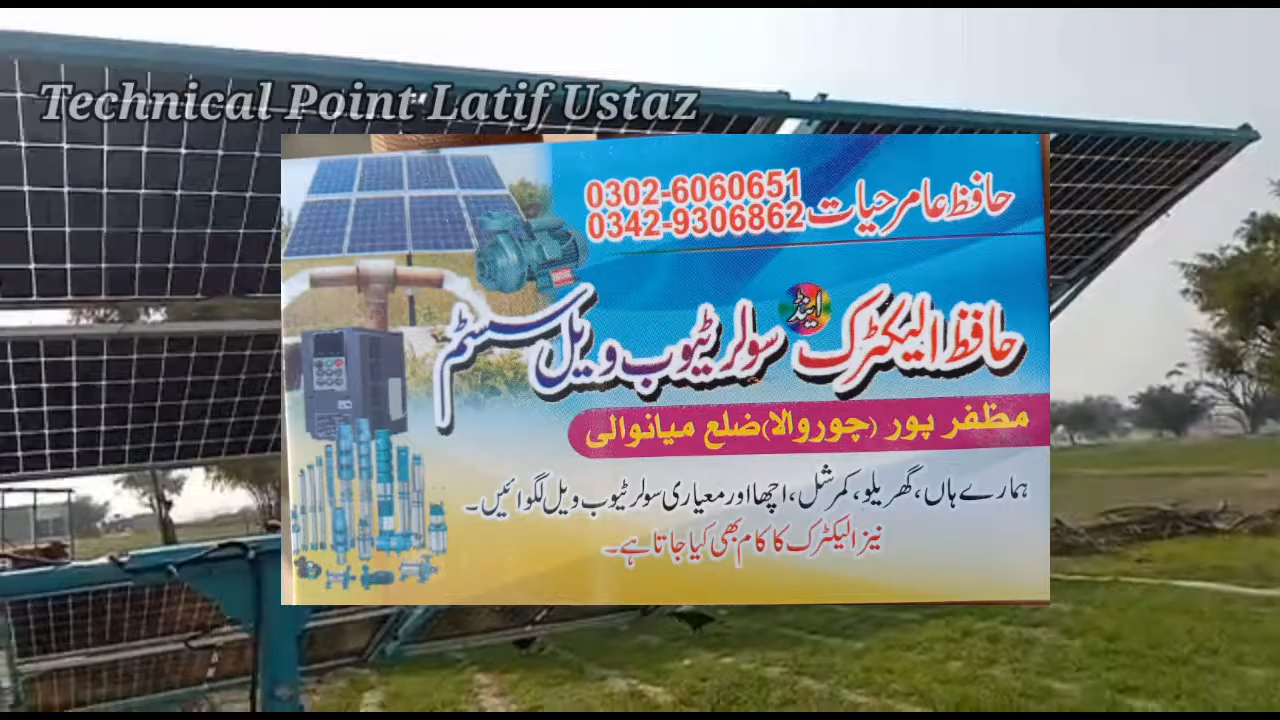 Technical Point Latif Ustaz
0302-6060651
حافظ عامر حیات 0342-9306862
حافظ الیکٹرک اینڈ سولر ٹیوب ویل سسٹم
مظفر پور (چوروالا) ضلع میانوالی
ہمارے ہاں، گھریلو، کمرشل، اچھا اور معیاری سولر ٹیوب ویل لگوائیں۔
نیز الیکٹرک کا کام بھی کیا جاتا ہے۔